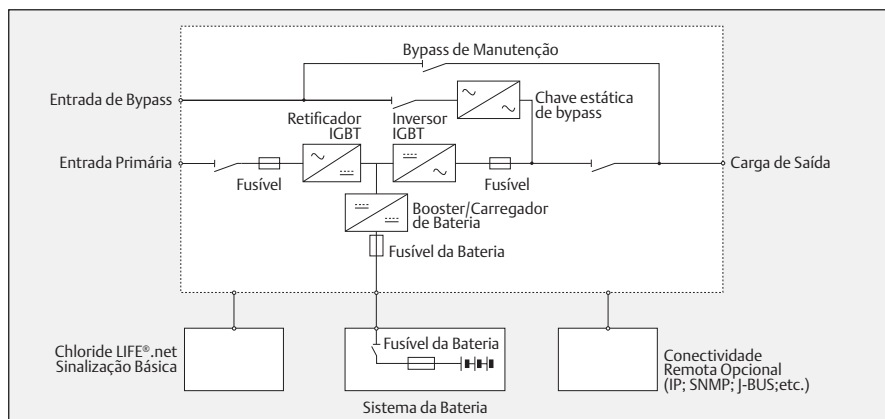 Bypass de Manutenção
Entrada de Bypass
Chave estática
de bypass
Retificador
IGBT
Inversor
IGBT
Entrada Primária
Fusível
Fusível
Carga de Saída
Booster/Carregador
de Bateria
Fusível da Bateria
Chloride LIFE®.net
Sinalização Básica
Fusível da Bateria
Sistema da Bateria
Conectividade
Remota Opcional
(IP; SNMP; J-BUS;etc.)